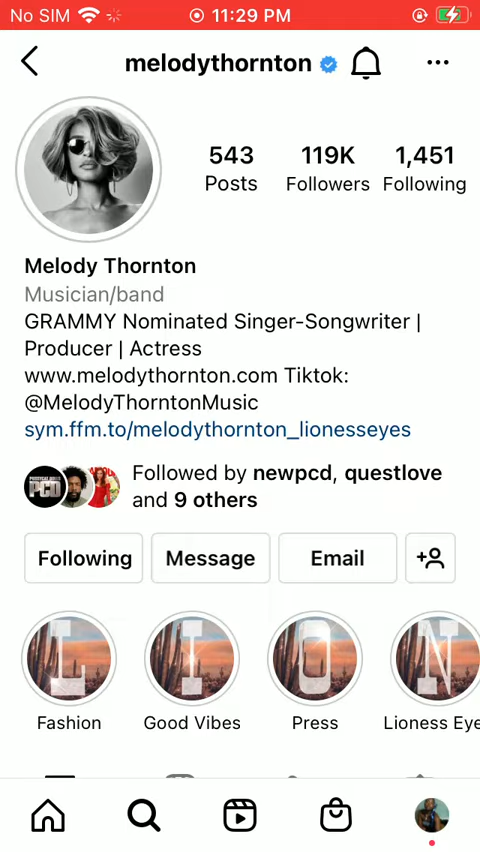 No SIM 11:29 PM
melodythornton
543 119K 1,451
Posts Followers Following
Melody Thornton
Musician/band
GRAMMY Nominated Singer-Songwriter |
Producer | Actress
www.melodythornton.com Tiktok:
@MelodyThorntonMusic
sym.ffm.to/melodythornton_lionesseyes
PCD
Followed by newpcd, questlove
and 9 others
Following Message Email
L I O N
Fashion Good Vibes Press Lioness Eye